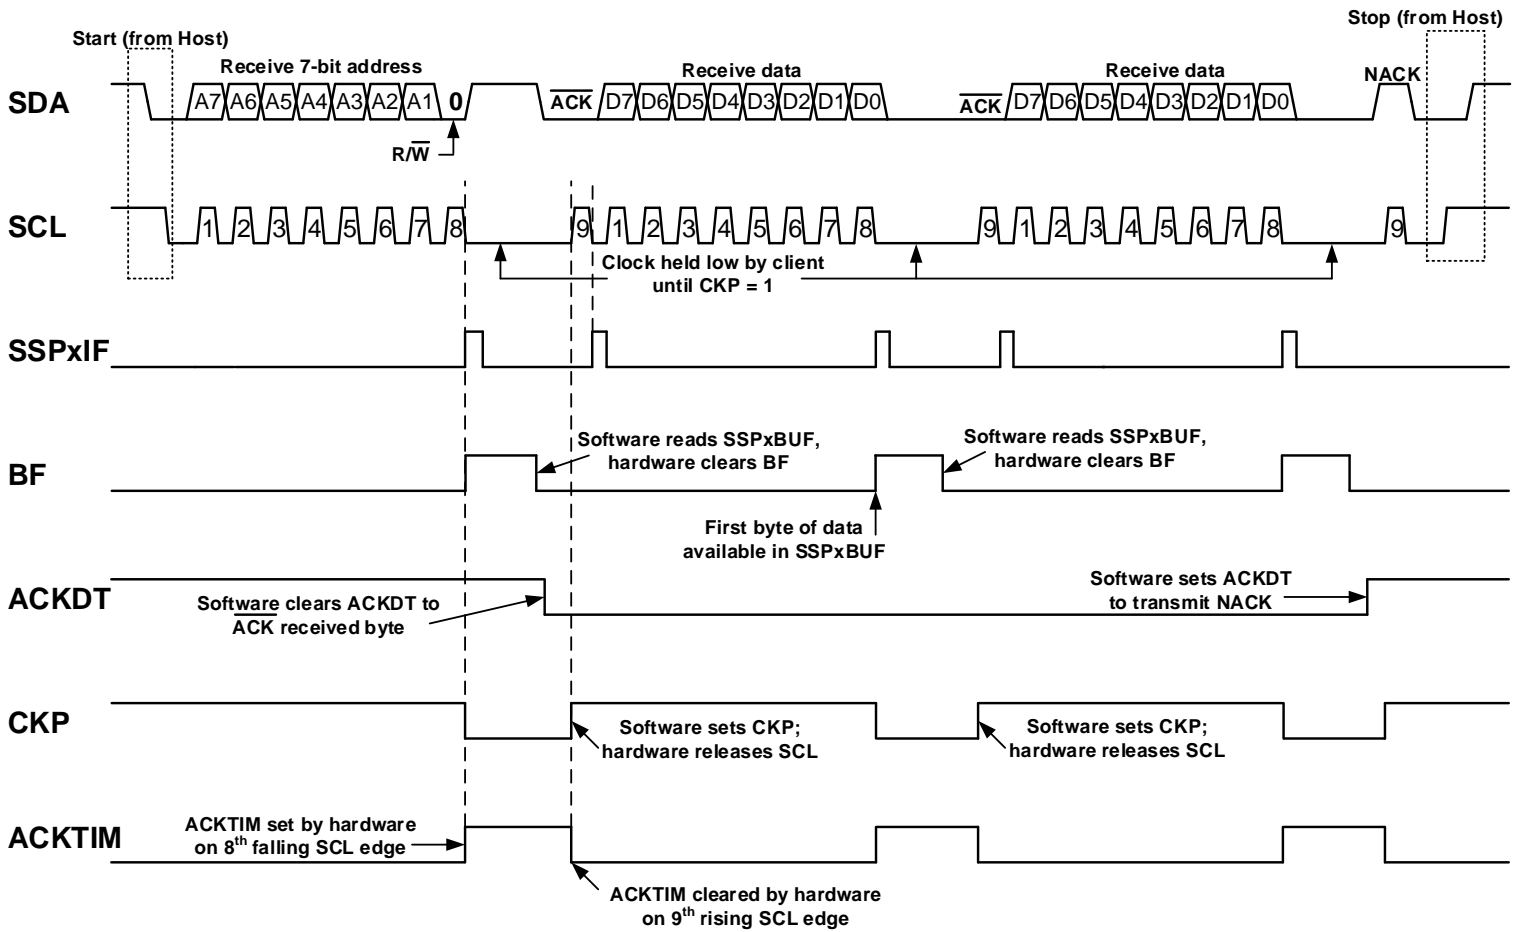 Stop (from Host)
Start (from Host)
Receive 7-bit address
Receive data
Receive data
NACK
SDA
A7 A6 A5 A4 A3 A2 A1 0
ACK
D7 D6 D5 D4 D3 D2 D1 D0
ACK
D7 D6 D5 D4 D3 D2 D1 D0
R/W
SCL
1 2 3 4 5 6 7 8 9 1 2 3 4 5 6 7 8 9 1 2 3 4 5 6 7 8 9
Clock held low by client
until CKP = 1
SSPxIF
BF
Software reads SSPxBUF,
hardware clears BF
Software reads SSPxBUF,
hardware clears BF
First byte of data
available in SSPxBUF
ACKDT
Software clears ACKDT to
ACK received byte
Software sets ACKDT
to transmit NACK
CKP
Software sets CKP;
hardware releases SCL
Software sets CKP;
hardware releases SCL
ACKTIM
ACKTIM set by hardware
on 8th falling SCL edge
ACKTIM cleared by hardware
on 9th rising SCL edge